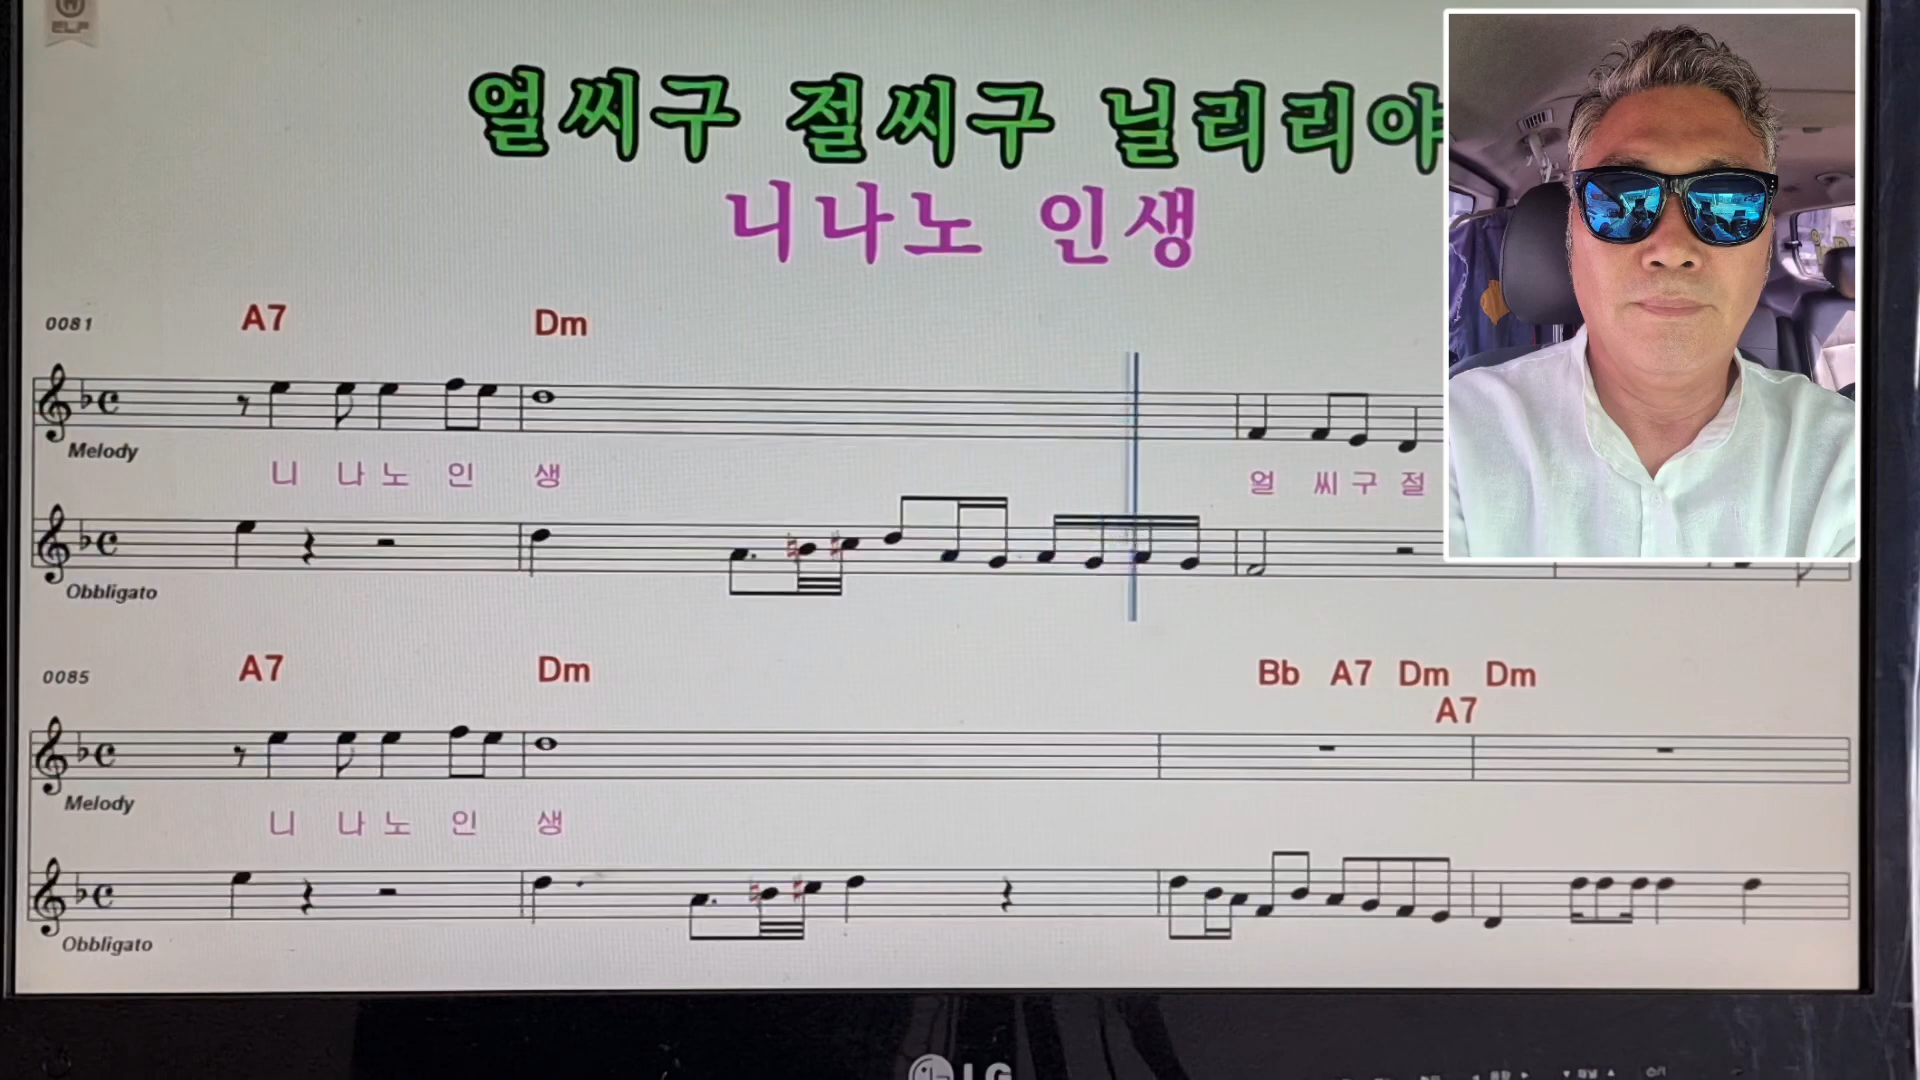 ELF
얼씨구 절씨구 닐리리야
니나노 인생
0081 A7 Dm
Melody
니 나 노 인 생 얼 씨 구 절
Obbligato
0085 A7 Dm Bb A7 Dm Dm
A7
Melody
니 나 노 인 생
Obbligato
LG